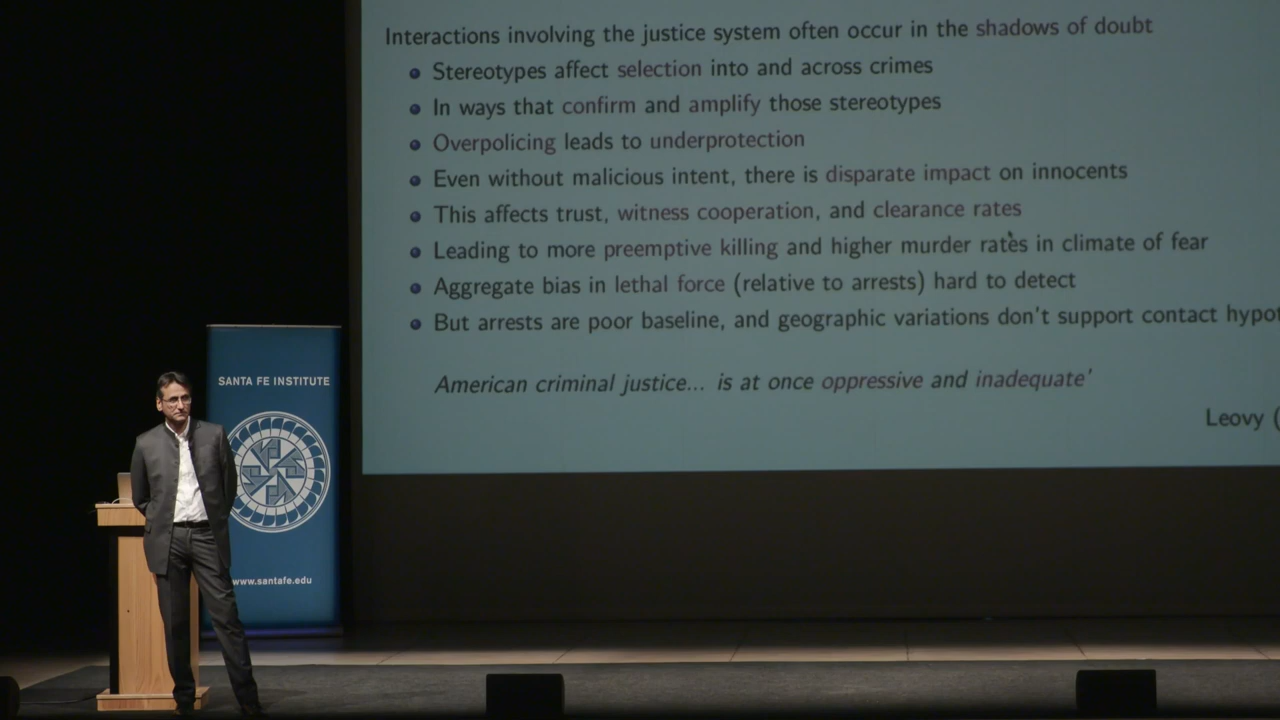 Interactions involving the justice system often occur in the shadows of doubt
Stereotypes affect selection into and across crimes
In ways that confirm and amplify those stereotypes
Overpolicing leads to underprotection
Even without malicious intent, there is disparate impact on innocents
This affects trust, witness cooperation, and clearance rates
Leading to more preemptive killing and higher murder rates in climate of fear
Aggregate bias in lethal force (relative to arrests) hard to detect
But arrests are poor baseline, and geographic variations don't support contact hypot
American criminal justice... is at once oppressive and inadequate'
Leovy (
SANTA FE INSTITUTE
www.santafe.edu